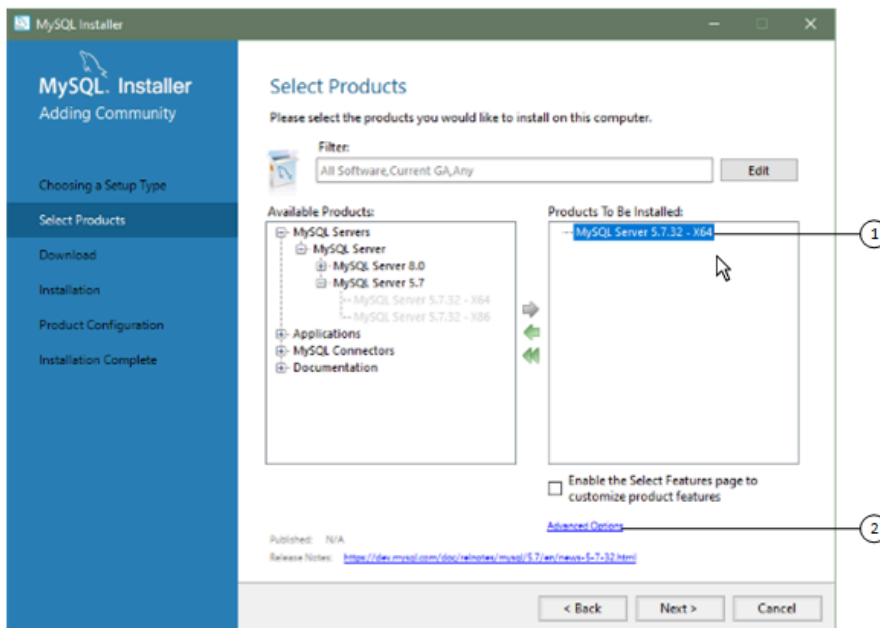 MySQL Installer
MySQL. Installer
Adding Community
Choosing a Setup Type
Select Products
Download
Installation
Product Configuration
Installation Complete
Select Products
Please select the products you would like to install on this computer.
Filter:
All Software,Current GA,Any
Edit
Available Products:
MySQL Servers
MySQL Server
MySQL Server 8.0
MySQL Server 5.7
MySQL Server 5.7.32 - X64
MySQL Server 5.7.32 - X86
Applications
MySQL Connectors
Documentation
Products To Be Installed:
MySQL Server 5.7.32 - X64
1
Enable the Select Features page to
customize product features
Advanced Options
2
Published: N/A
Release Notes: https://dev.mysql.com/doc/relnotes/mysql/5.7/en/news-5-7-32.html
< Back
Next >
Cancel